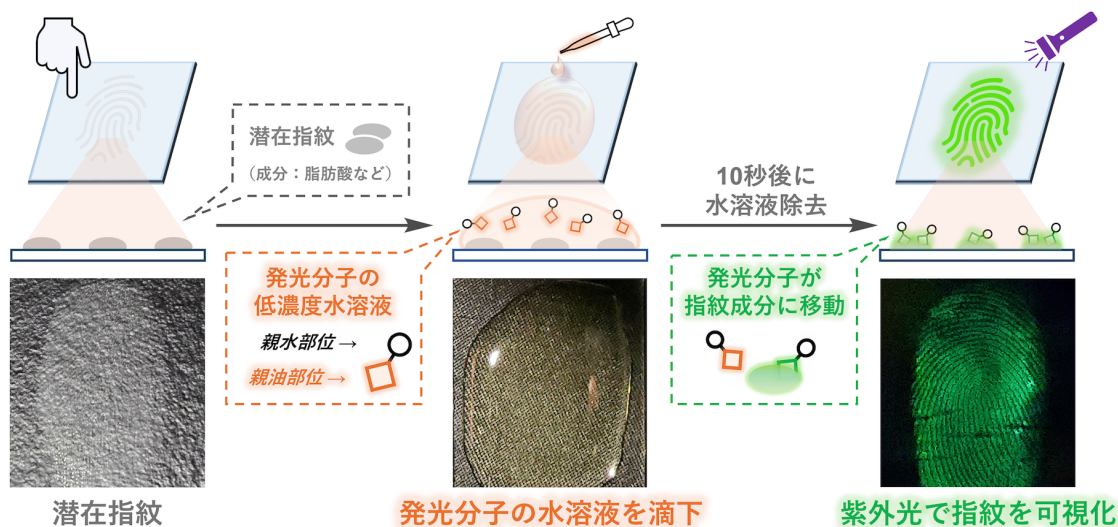 潜在指紋
（成分：脂肪酸など）
10秒後に
水溶液除去
発光分子の
低濃度水溶液
親水部位→
親油部位→
発光分子が
指紋成分に移動
潜在指紋
発光分子の水溶液を滴下
紫外光で指紋を可視化